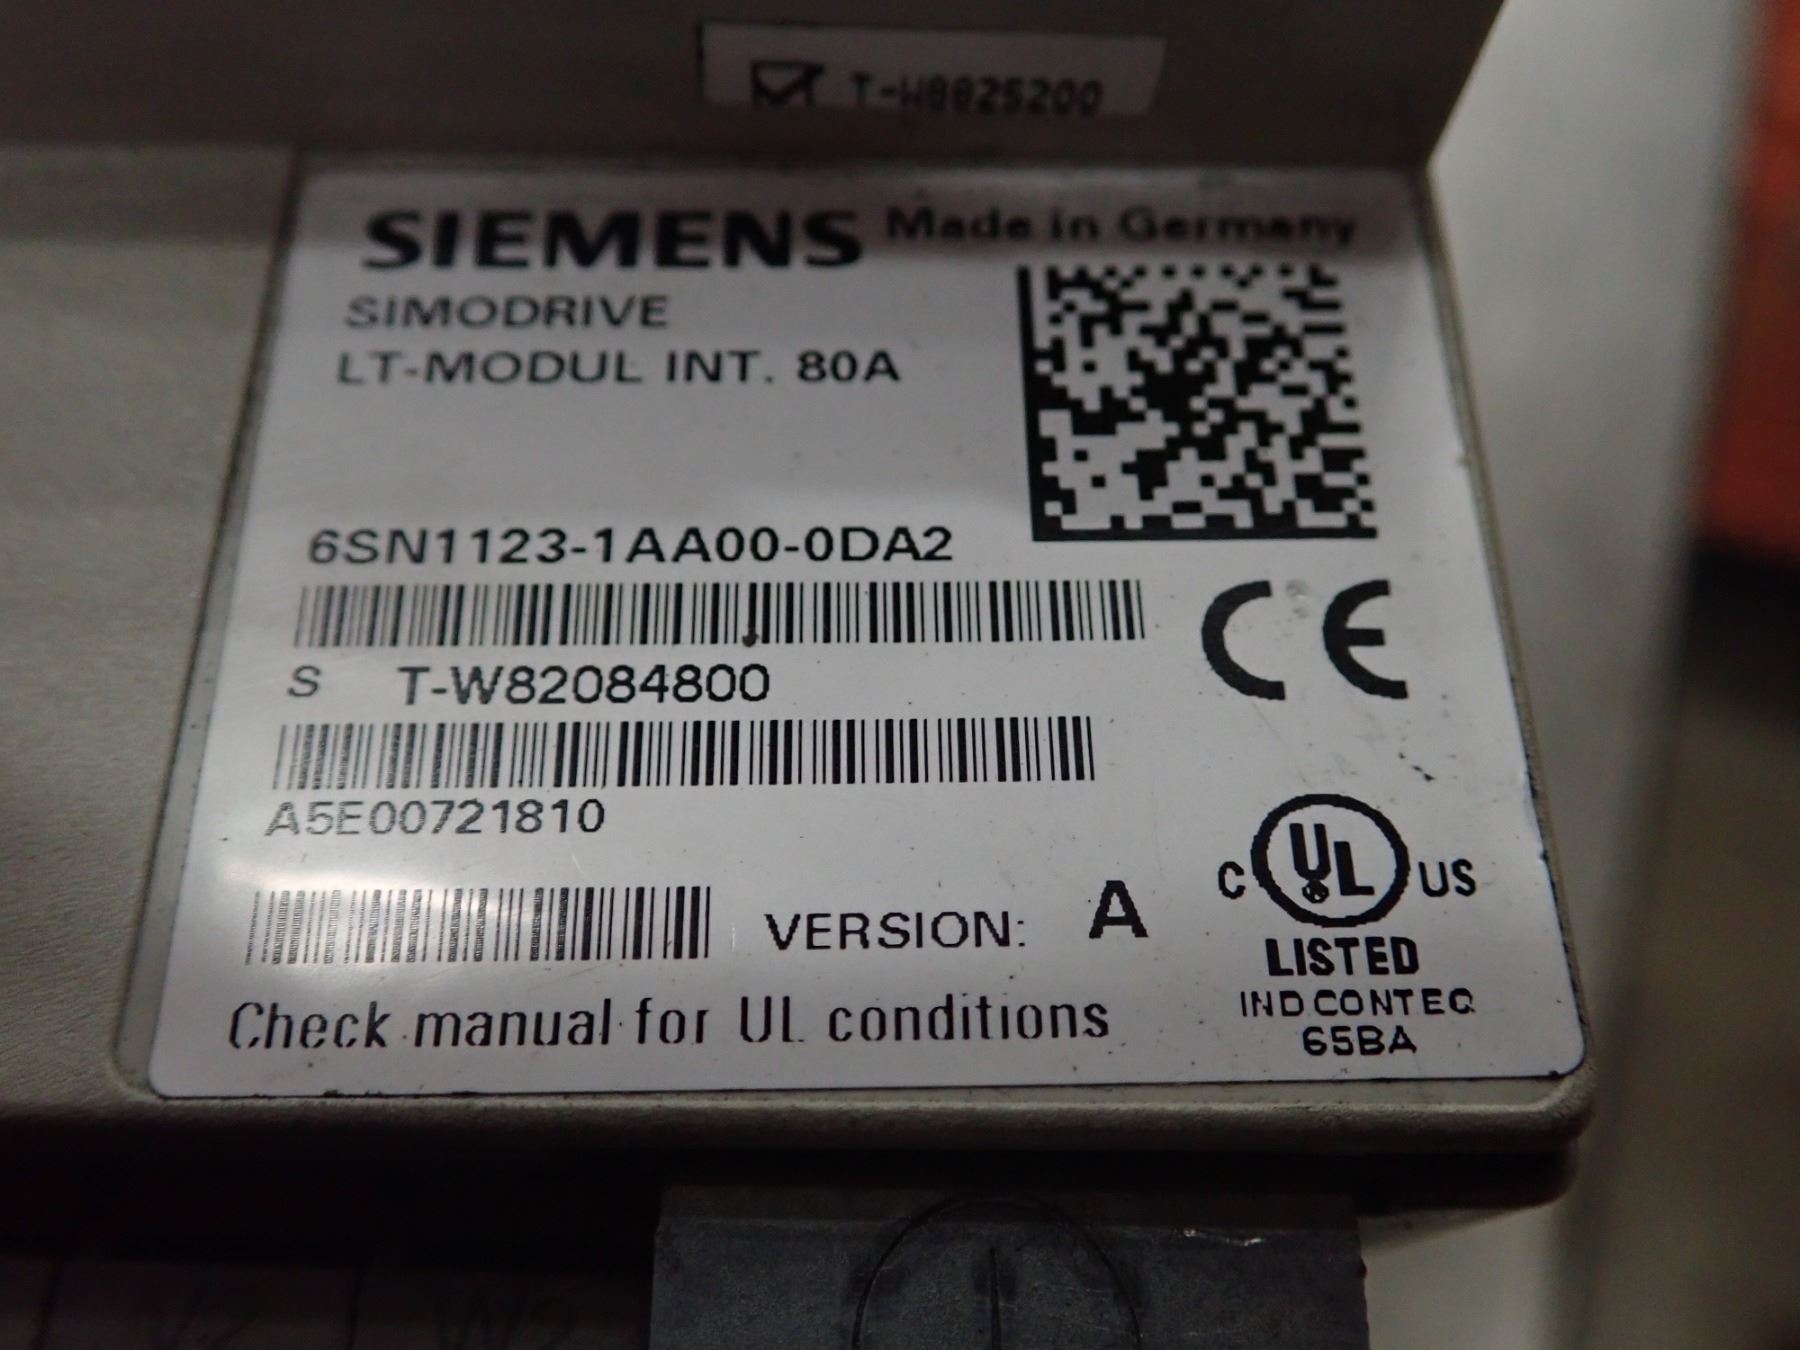 T-W8825200
SIEMENS Made in Germany
SIMODRIVE
LT-MODUL INT. 80A
6SN1123-1AA00-0DA2
S T-W82084800
A5E00721810
VERSION: A
C UL US
LISTED
IND CONT EQ
65BA
Check manual for UL conditions
CE